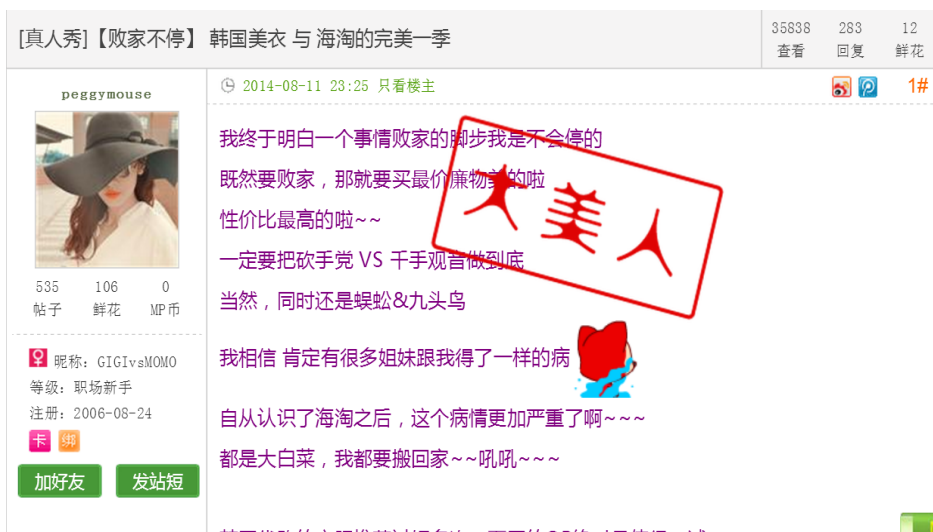 [真人秀]【败家不停】 韩国美衣 与 海淘的完美一季
35838 283 12
查看 回复 鲜花
peggymouse
2014-08-11 23:25 只看楼主
1#
我终于明白一个事情败家的脚步我是不会停的
既然要败家，那就要买最价廉物美的啦
性价比最高的啦~~
一定要把砍手党 VS 千手观音做到底
当然，同时还是蜈蚣&九头鸟
大美人
我相信 肯定有很多姐妹跟我得了一样的病
自从认识了海淘之后，这个病情更加严重了啊~~~
都是大白菜，我都要搬回家~~吼吼~~~
535 106 0
帖子 鲜花 MP币
昵称: GIGIvsMOMO
等级: 职场新手
注册: 2006-08-24
卡 绑
加好友 发站短